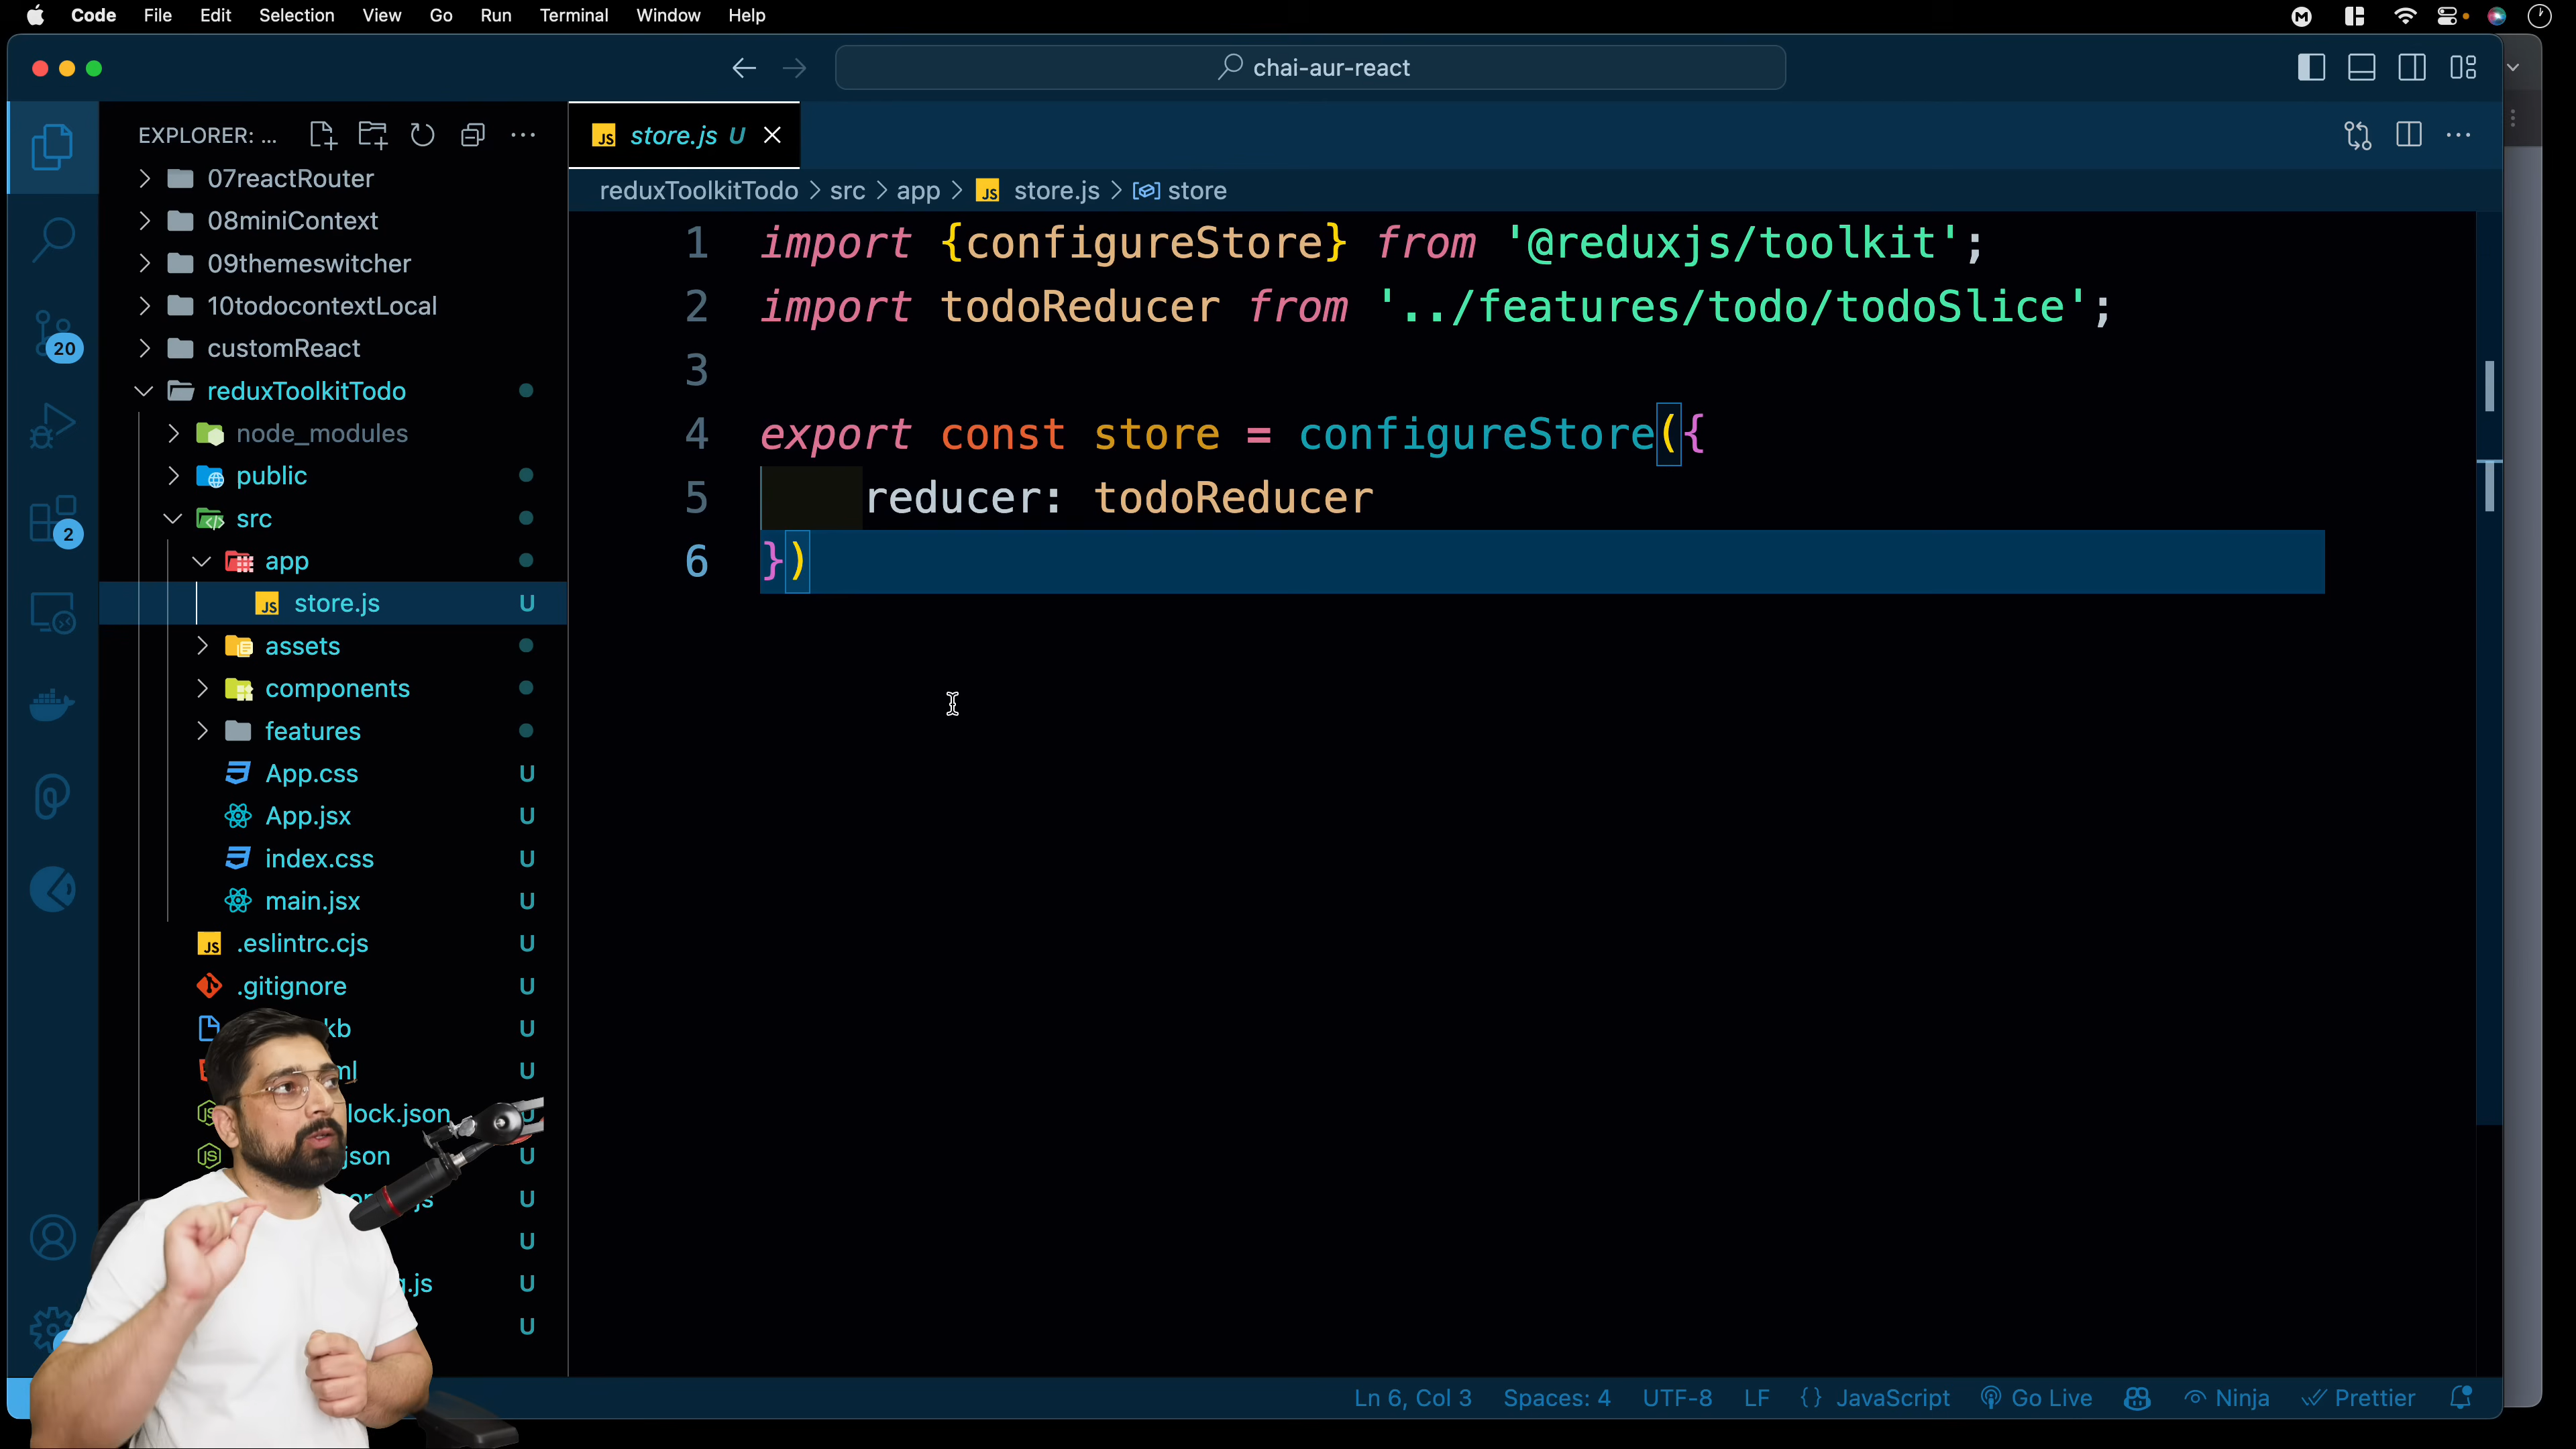 Code File Edit Selection View Go Run Terminal Window Help
chai-aur-react
EXPLORER: ...
store.js U
07reactRouter
reduxToolkitTodo > src > app > store.js > store
08miniContext
09themeswitcher
10todocontextLocal
customReact
reduxToolkitTodo
node_modules
public
src
app
store.js U
assets
components
features
App.css U
App.jsx U
index.css U
main.jsx U
.eslintrc.cjs U
.gitignore U
kb U
ml U
lock.json U
json U
js U
U
g.js U
U
20
2
1 import {configureStore} from '@reduxjs/toolkit';
2 import todoReducer from '../features/todo/todoSlice';
3
4 export const store = configureStore({
5 reducer: todoReducer
6 })
Ln 6, Col 3 Spaces: 4 UTF-8 LF {} JavaScript Go Live Ninja Prettier